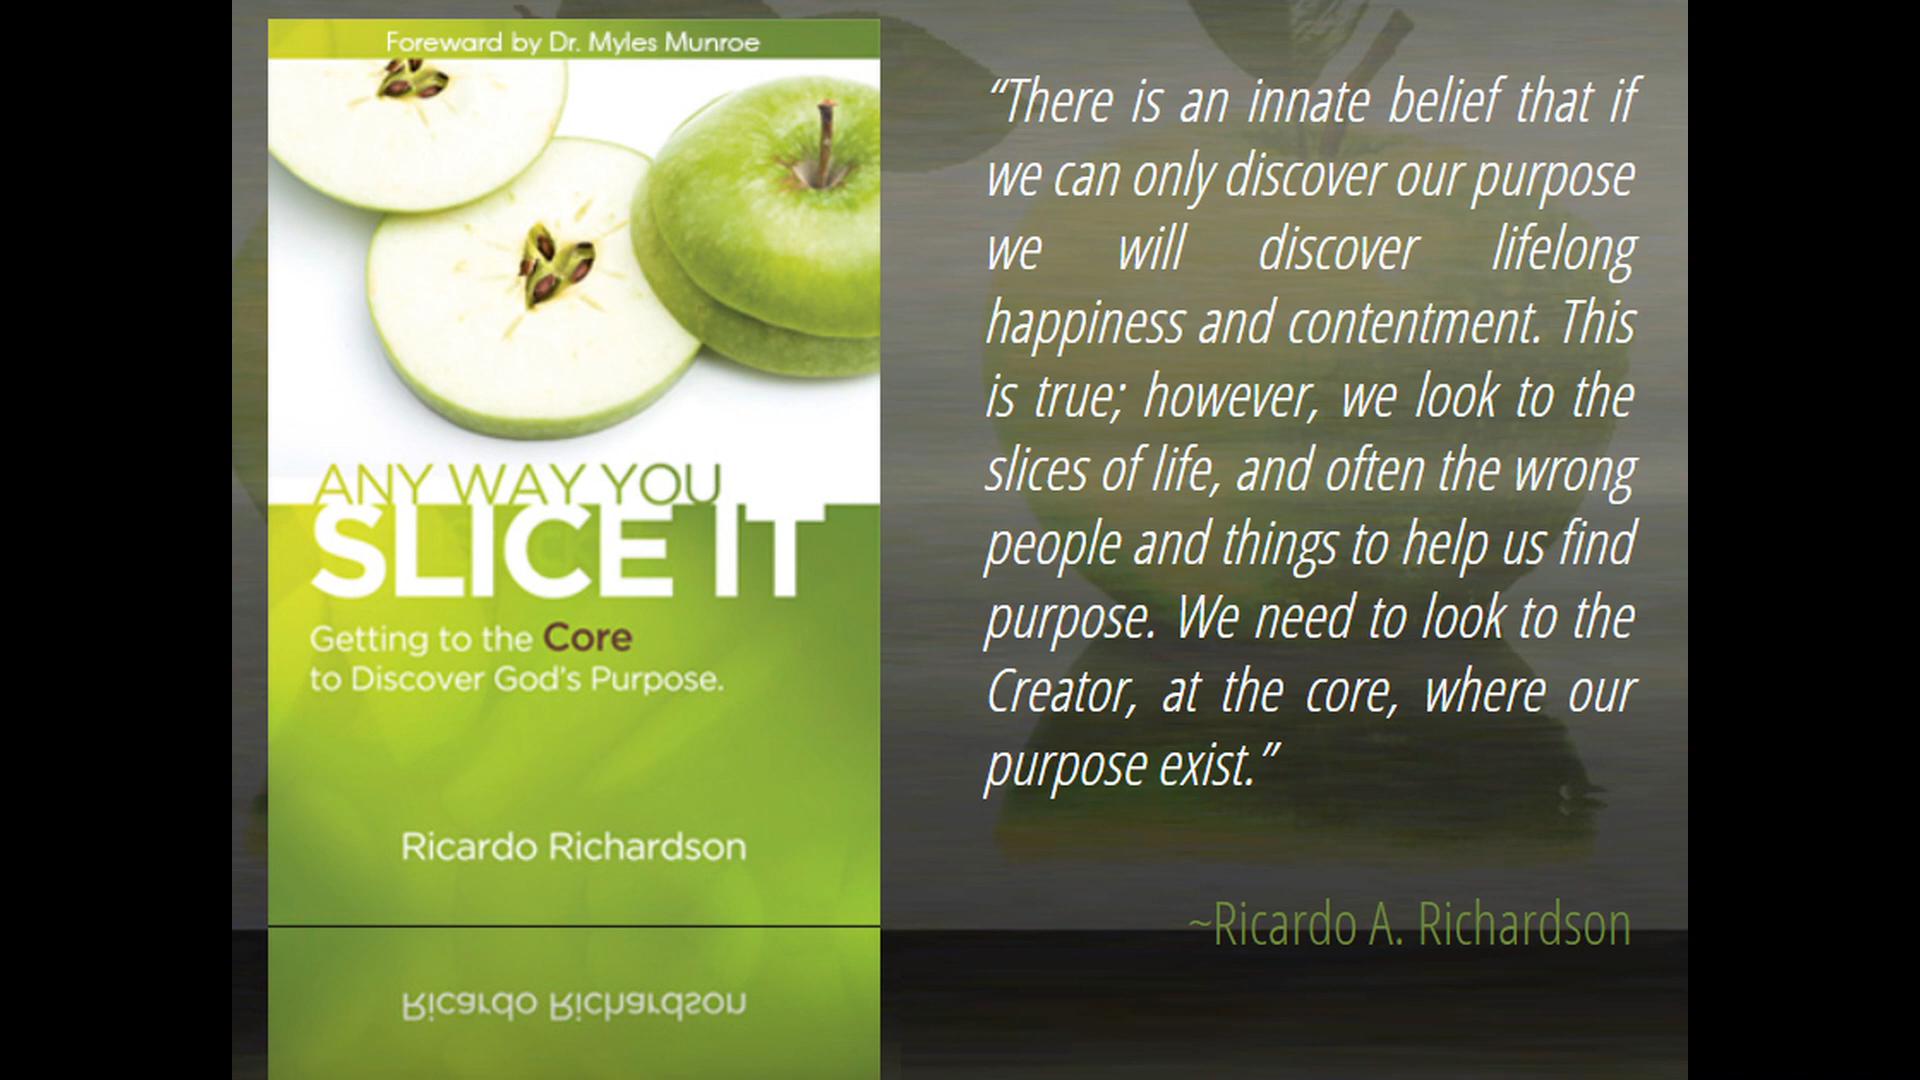 Foreward by Dr. Myles Munroe
ANY WAY YOU
SLICE IT
Getting to the Core
to Discover God's Purpose.
Ricardo Richardson
Ricardo Richardson
“There is an innate belief that if
we can only discover our purpose
we will discover lifelong
happiness and contentment. This
is true; however, we look to the
slices of life, and often the wrong
people and things to help us find
purpose. We need to look to the
Creator, at the core, where our
purpose exist.”
~Ricardo A. Richardson